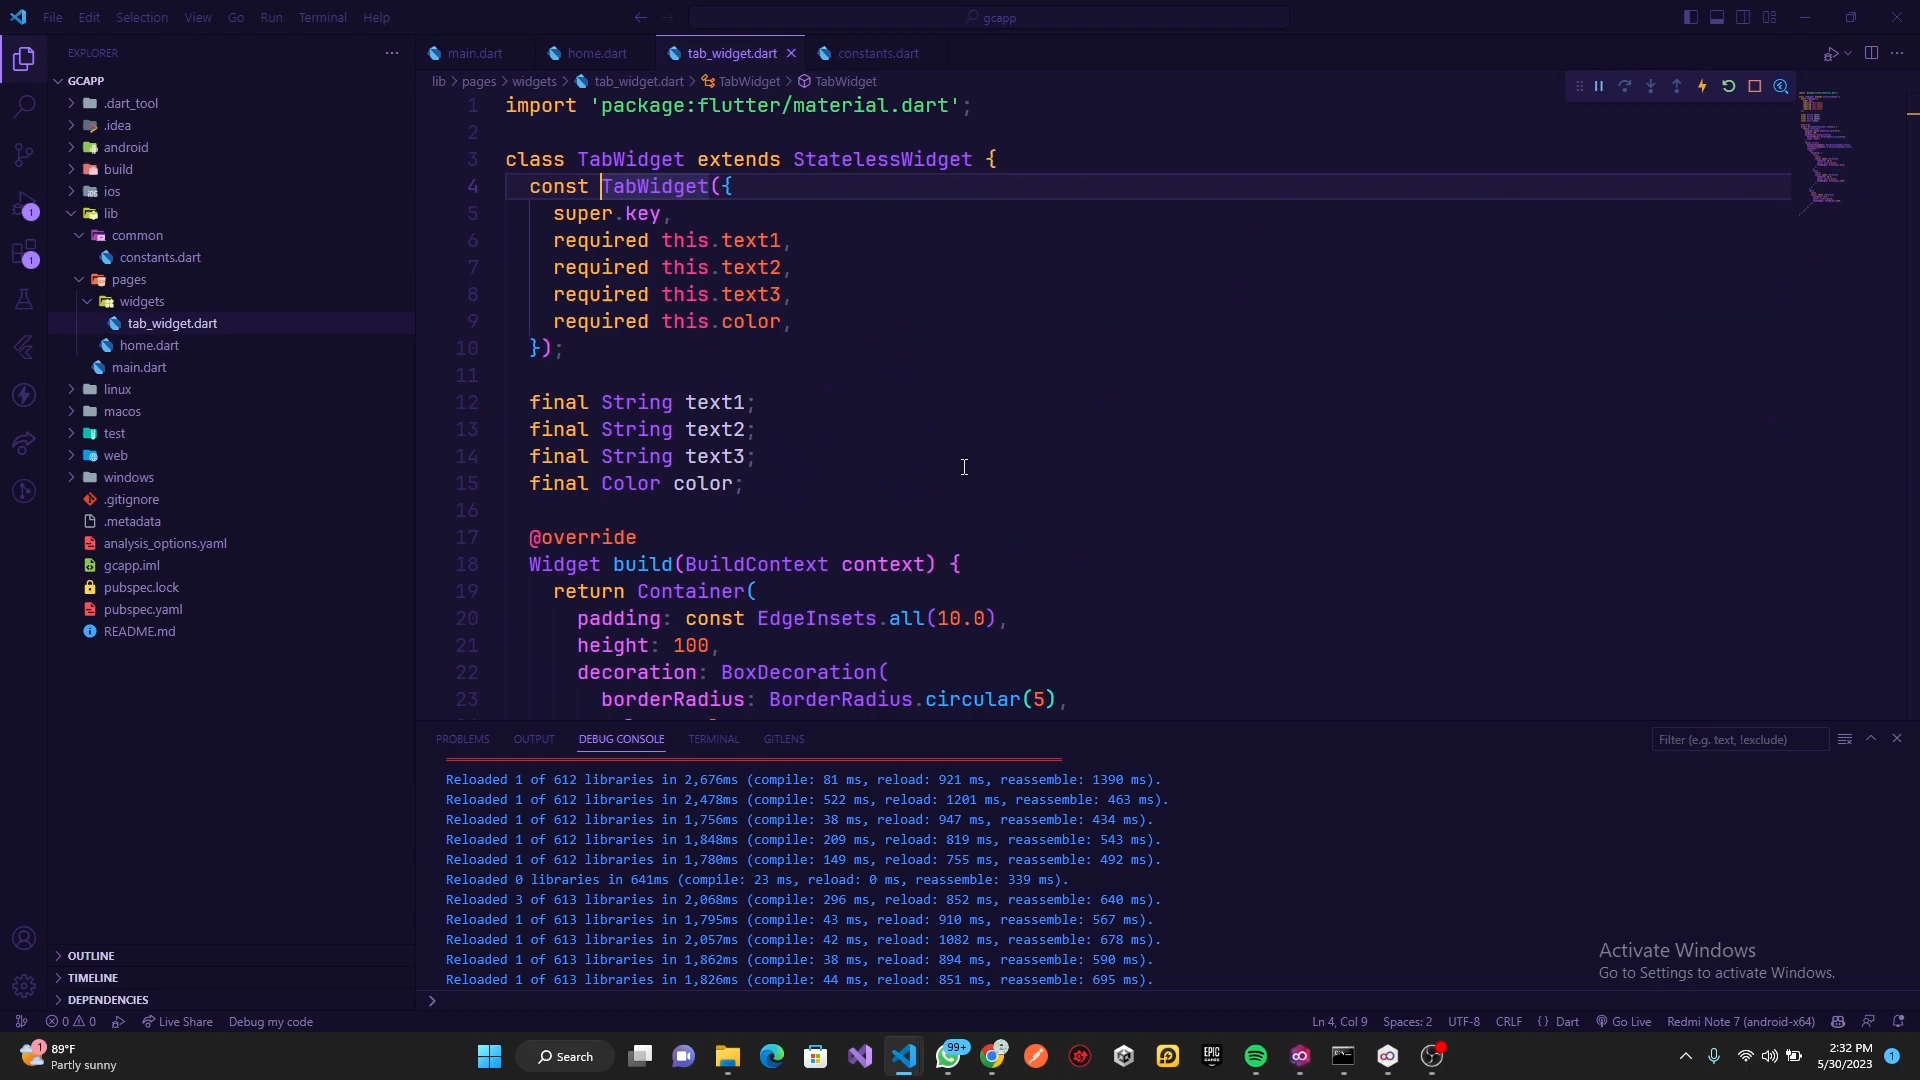 File Edit Selection View Go Run Terminal Help
gcapp
EXPLORER
main.dart
home.dart
tab_widget.dart
constants.dart
lib > pages > widgets > tab_widget.dart > TabWidget > TabWidget
GCAPP
.dart_tool
.idea
android
build
ios
lib
common
constants.dart
pages
widgets
tab_widget.dart
home.dart
main.dart
linux
macos
test
web
windows
.gitignore
.metadata
analysis_options.yaml
gcapp.iml
pubspec.lock
pubspec.yaml
README.md
OUTLINE
TIMELINE
DEPENDENCIES
1
1
1 import 'package:flutter/material.dart';
2
3 class TabWidget extends StatelessWidget {
4 const TabWidget({
5 super.key,
6 required this.text1,
7 required this.text2,
8 required this.text3,
9 required this.color,
10 });
11
12 final String text1;
13 final String text2;
14 final String text3;
15 final Color color;
16
17 @override
18 Widget build(BuildContext context) {
19 return Container(
20 padding: const EdgeInsets.all(10.0),
21 height: 100,
22 decoration: BoxDecoration(
23 borderRadius: BorderRadius.circular(5),
PROBLEMS OUTPUT DEBUG CONSOLE TERMINAL GITLENS
Filter (e.g. text, !exclude)
Reloaded 1 of 612 libraries in 2,676ms (compile: 81 ms, reload: 921 ms, reassemble: 1390 ms).
Reloaded 1 of 612 libraries in 2,478ms (compile: 522 ms, reload: 1201 ms, reassemble: 463 ms).
Reloaded 1 of 612 libraries in 1,756ms (compile: 38 ms, reload: 947 ms, reassemble: 434 ms).
Reloaded 1 of 612 libraries in 1,848ms (compile: 209 ms, reload: 819 ms, reassemble: 543 ms).
Reloaded 1 of 612 libraries in 1,780ms (compile: 149 ms, reload: 755 ms, reassemble: 492 ms).
Reloaded 0 libraries in 641ms (compile: 23 ms, reload: 0 ms, reassemble: 339 ms).
Reloaded 3 of 613 libraries in 2,068ms (compile: 296 ms, reload: 852 ms, reassemble: 640 ms).
Reloaded 1 of 613 libraries in 1,795ms (compile: 43 ms, reload: 910 ms, reassemble: 567 ms).
Reloaded 1 of 613 libraries in 2,057ms (compile: 42 ms, reload: 1082 ms, reassemble: 678 ms).
Reloaded 1 of 613 libraries in 1,862ms (compile: 38 ms, reload: 894 ms, reassemble: 590 ms).
Reloaded 1 of 613 libraries in 1,826ms (compile: 44 ms, reload: 851 ms, reassemble: 695 ms).
Activate Windows
Go to Settings to activate Windows.
0 0 Live Share Debug my code
Ln 4, Col 9 Spaces: 2 UTF-8 CRLF {} Dart Go Live Redmi Note 7 (android-x64)
1
89°F
Partly sunny
Search
99+
EPIC GAMES
2:32 PM
5/30/2023
1